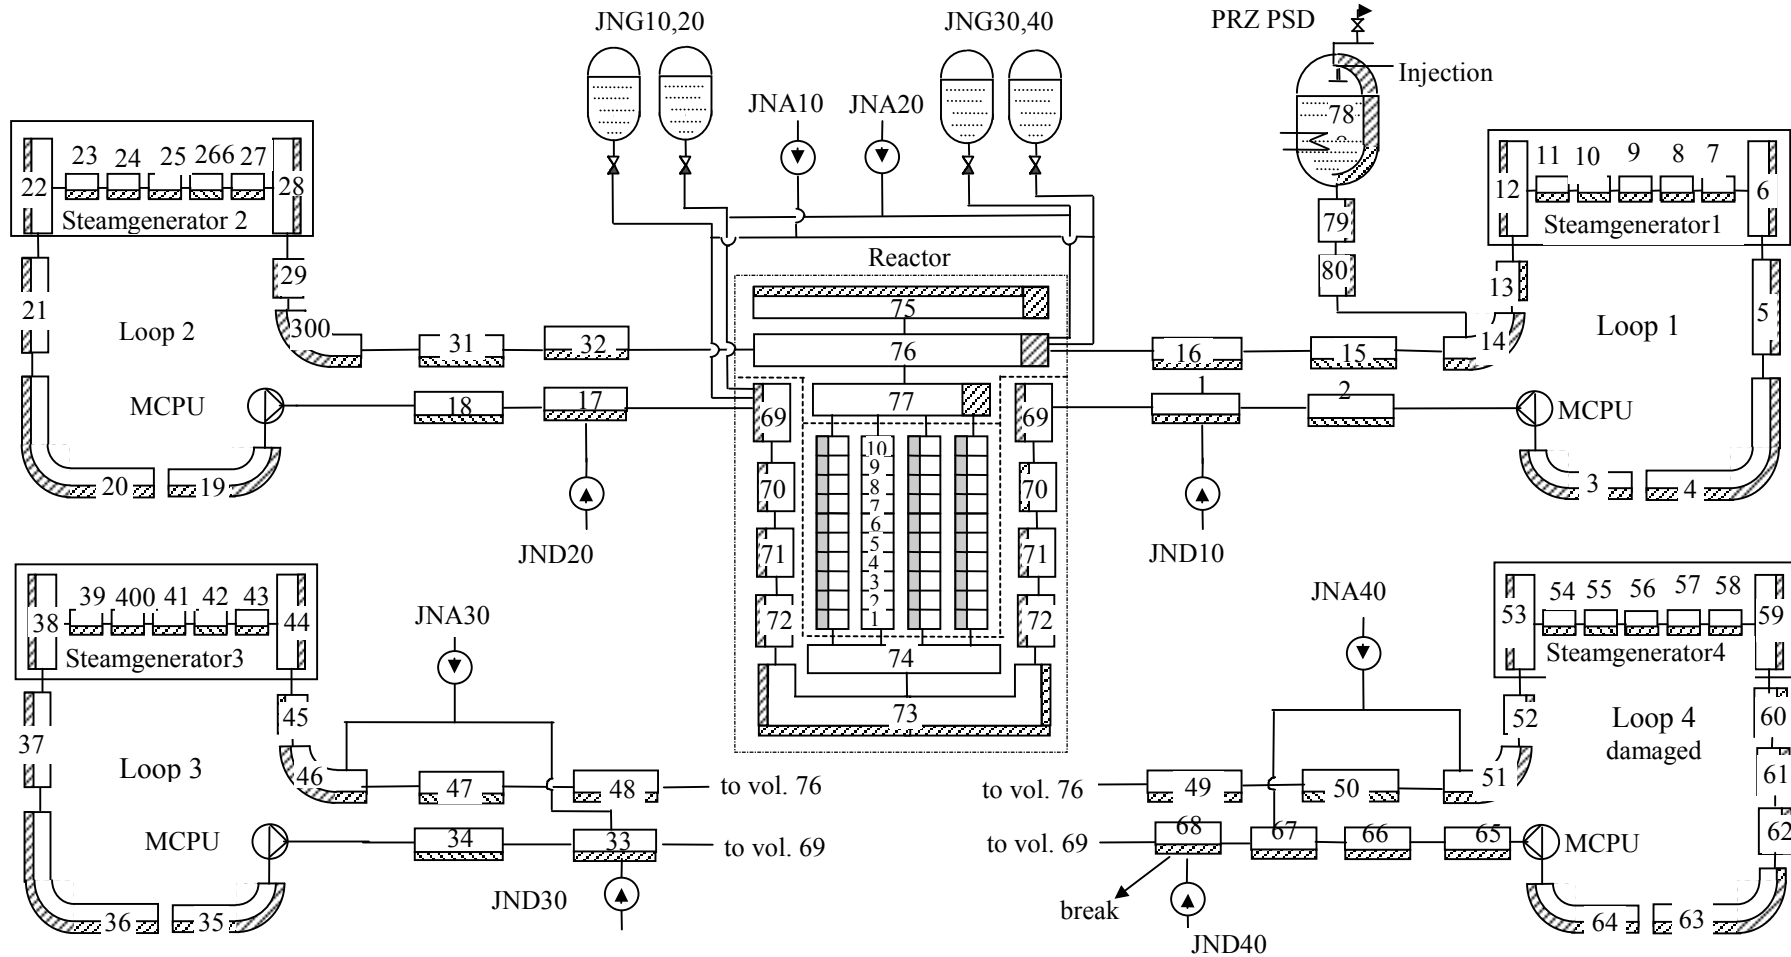 JNG10,20
JNG30,40
PRZ PSD
Injection
JNA10
JNA20
78
23 24 25 266 27
22
28
Steamgenerator 2
11 10 9 8 7
12
6
Steamgenerator1
79
80
29
21
300
Loop 2
31
32
Reactor
75
76
16
15
14
13
5
Loop 1
MCPU
18
17
69
77
69
1
2
MCPU
20
19
JND20
70
71
72
10
9
8
7
6
5
4
3
2
1
70
71
72
74
73
JND10
3
4
39 400 41 42 43
38
44
Steamgenerator3
JNA30
45
37
46
Loop 3
47
48
to vol. 76
MCPU
34
33
to vol. 69
36
35
JND30
JNA40
54 55 56 57 58
53
59
Steamgenerator4
52
60
Loop 4
damaged
61
to vol. 76
49
50
51
to vol. 69
68
67
66
65
MCPU
62
break
JND40
64
63